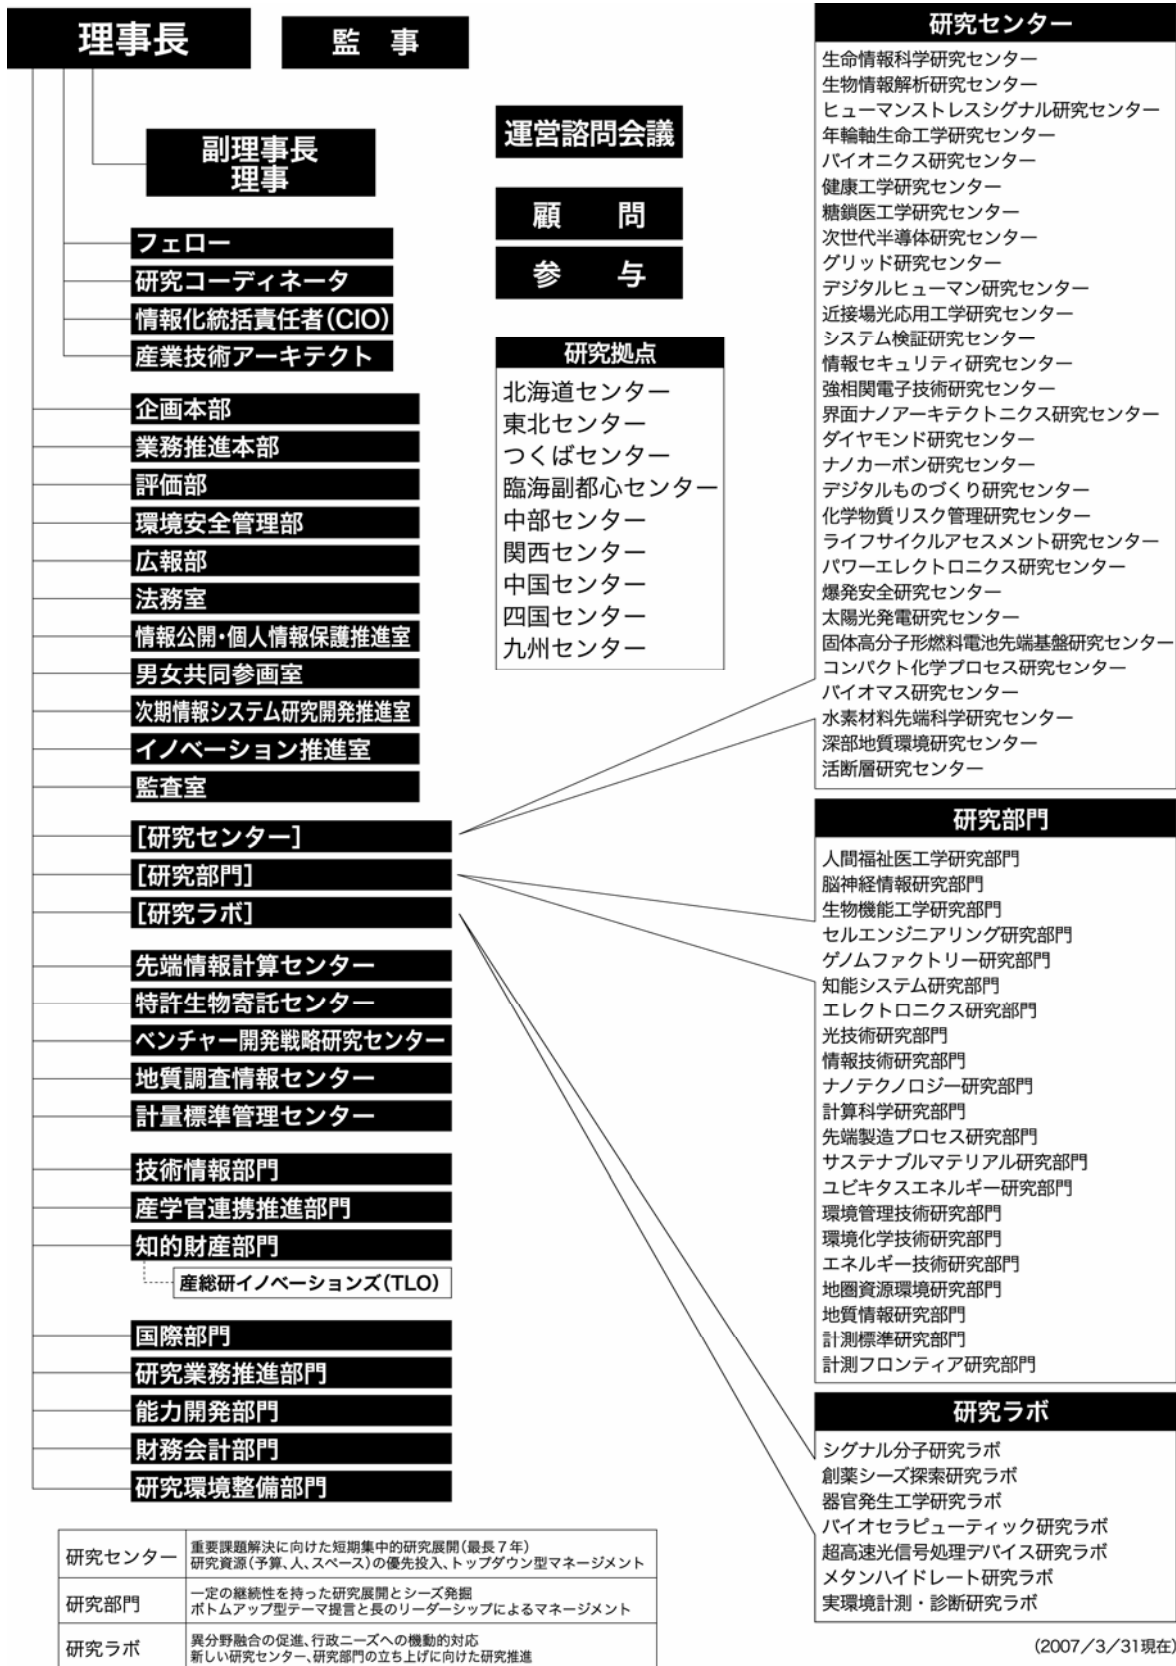 理事長
監 事
副理事長
理事
フェロー
研究コーディネータ
情報化統括責任者(CIO)
産業技術アーキテクト
企画本部
業務推進本部
評価部
環境安全管理部
広報部
法務室
情報公開・個人情報保護推進室
男女共同参画室
次期情報システム研究開発推進室
イノベーション推進室
監査室
[研究センター]
[研究部門]
[研究ラボ]
先端情報計算センター
特許生物寄託センター
ベンチャー開発戦略研究センター
地質調査情報センター
計量標準管理センター
技術情報部門
産学官連携推進部門
知的財産部門
産総研イノベーションズ(TLO)
国際部門
研究業務推進部門
能力開発部門
財務会計部門
研究環境整備部門
運営諮問会議
顧 問
参 与
研究拠点
北海道センター
東北センター
つくばセンター
臨海副都心センター
中部センター
関西センター
中国センター
四国センター
九州センター
研究センター
生命情報科学研究センター
生物情報解析研究センター
ヒューマンストレスシグナル研究センター
年輪軸生命工学研究センター
バイオニクス研究センター
健康工学研究センター
糖鎖医工学研究センター
次世代半導体研究センター
グリッド研究センター
デジタルヒューマン研究センター
近接場光応用工学研究センター
システム検証研究センター
情報セキュリティ研究センター
強相関電子技術研究センター
界面ナノアーキテクトニクス研究センター
ダイヤモンド研究センター
ナノカーボン研究センター
デジタルものづくり研究センター
化学物質リスク管理研究センター
ライフサイクルアセスメント研究センター
パワーエレクトロニクス研究センター
爆発安全研究センター
太陽光発電研究センター
固体高分子形燃料電池先端基盤研究センター
コンパクト化学プロセス研究センター
バイオマス研究センター
水素材料先端科学研究センター
深部地質環境研究センター
活断層研究センター
研究部門
人間福祉医工学研究部門
脳神経情報研究部門
生物機能工学研究部門
セルエンジニアリング研究部門
ゲノムファクトリー研究部門
知能システム研究部門
エレクトロニクス研究部門
光技術研究部門
情報技術研究部門
ナノテクノロジー研究部門
計算科学研究部門
先端製造プロセス研究部門
サステナブルマテリアル研究部門
ユビキタスエネルギー研究部門
環境管理技術研究部門
環境化学技術研究部門
エネルギー技術研究部門
地圏資源環境研究部門
地質情報研究部門
計測標準研究部門
計測フロンティア研究部門
研究ラボ
シグナル分子研究ラボ
創薬シーズ探索研究ラボ
器官発生工学研究ラボ
バイオセラピューティック研究ラボ
超高速光信号処理デバイス研究ラボ
メタンハイドレート研究ラボ
実環境計測・診断研究ラボ
研究センター
重要課題解決に向けた短期集中的研究展開(最長7年)
研究資源(予算、人、スペース)の優先投入、トップダウン型マネージメント
研究部門
一定の継続性を持った研究展開とシーズ発掘
ボトムアップ型テーマ提言と長のリーダーシップによるマネージメント
研究ラボ
異分野融合の促進、行政ニーズへの機動的対応
新しい研究センター、研究部門の立ち上げに向けた研究推進
(2007/3/31現在)